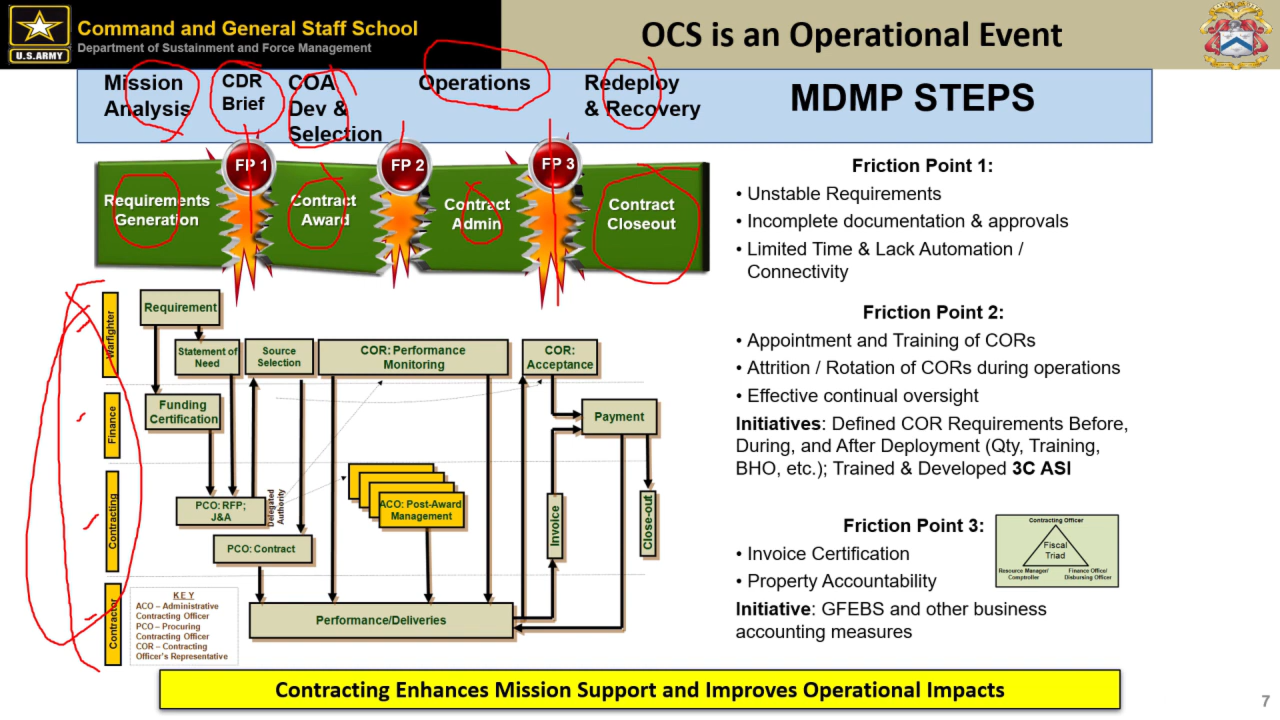 Command and General Staff School
Department of Sustainment and Force Management
U.S.ARMY
OCS is an Operational Event
Mission
Analysis
CDR
Brief
COA
Dev &
Selection
Operations
Redeploy
& Recovery
MDMP STEPS
FP 1
FP 2
FP 3
Requirements
Generation
Contract
Award
Contract
Admin
Contract
Closeout
Friction Point 1:
• Unstable Requirements
• Incomplete documentation & approvals
• Limited Time & Lack Automation /
Connectivity
Friction Point 2:
• Appointment and Training of CORs
• Attrition / Rotation of CORs during operations
• Effective continual oversight
Initiatives: Defined COR Requirements Before,
During, and After Deployment (Qty, Training,
BHO, etc.); Trained & Developed 3C ASI
Friction Point 3:
• Invoice Certification
• Property Accountability
Initiative: GFEBS and other business
accounting measures
Contracting Officer
Fiscal
Triad
Resource Manager/
Comptroller
Finance Office/
Disbursing Officer
Warfighter
Finance
Contracting
Contractor
Requirement
Statement of
Need
Source
Selection
COR: Performance
Monitoring
COR:
Acceptance
Funding
Certification
Payment
PCO: RFP;
J&A
Delegated
Authority
ACO: Post-Award
Management
PCO: Contract
Invoice
Close-out
Performance/Deliveries
KEY
ACO – Administrative
Contracting Officer
PCO – Procuring
Contracting Officer
COR – Contracting
Officer's Representative
Contracting Enhances Mission Support and Improves Operational Impacts
7